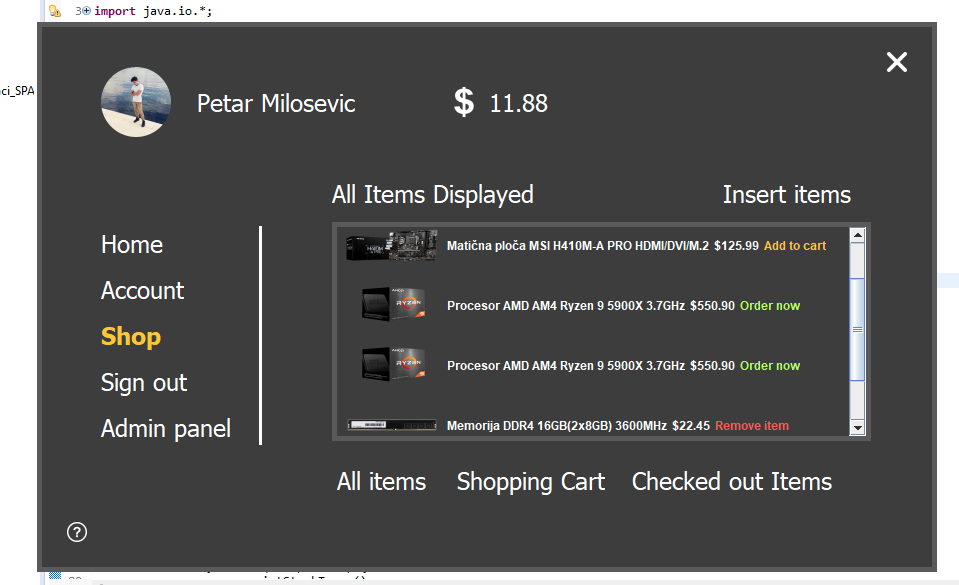 3 import java.io.*;
ci_SPA
Petar Milosevic
$ 11.88
All Items Displayed
Insert items
Home
Account
Shop
Sign out
Admin panel
Matična ploča MSI H410M-A PRO HDMI/DVI/M.2 $125.99 Add to cart
Procesor AMD AM4 Ryzen 9 5900X 3.7GHz $550.90 Order now
Procesor AMD AM4 Ryzen 9 5900X 3.7GHz $550.90 Order now
Memorija DDR4 16GB(2x8GB) 3600MHz $22.45 Remove item
RYZEN
RYZEN
All items
Shopping Cart
Checked out Items
?